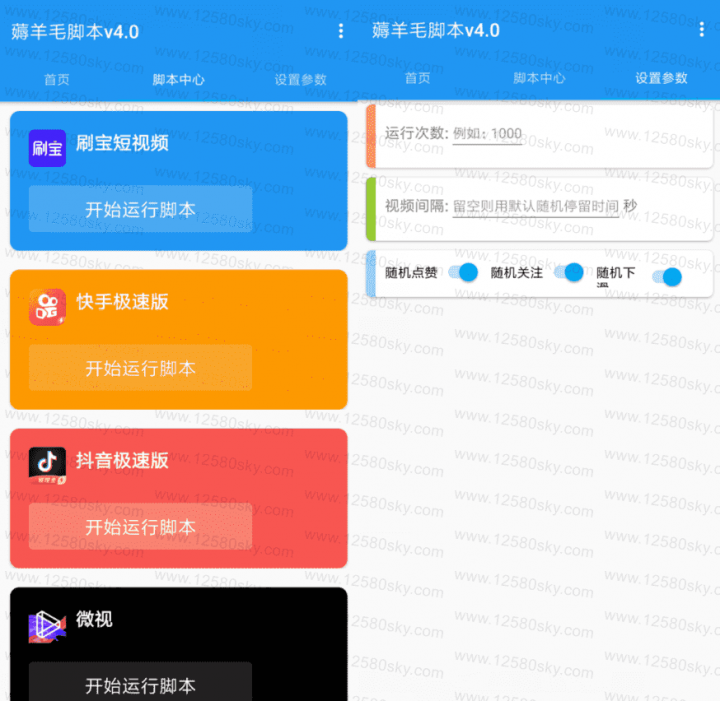 薅羊毛脚本v4.0
首页
脚本中心
设置参数
刷宝
刷宝短视频
开始运行脚本
快手极速版
开始运行脚本
抖音极速版
开始运行脚本
微视
开始运行脚本
薅羊毛脚本v4.0
首页
脚本中心
设置参数
运行次数: 例如：1000
视频间隔: 留空则用默认随机停留时间 秒
随机点赞
随机关注
随机下
滑
www.12580sky.com